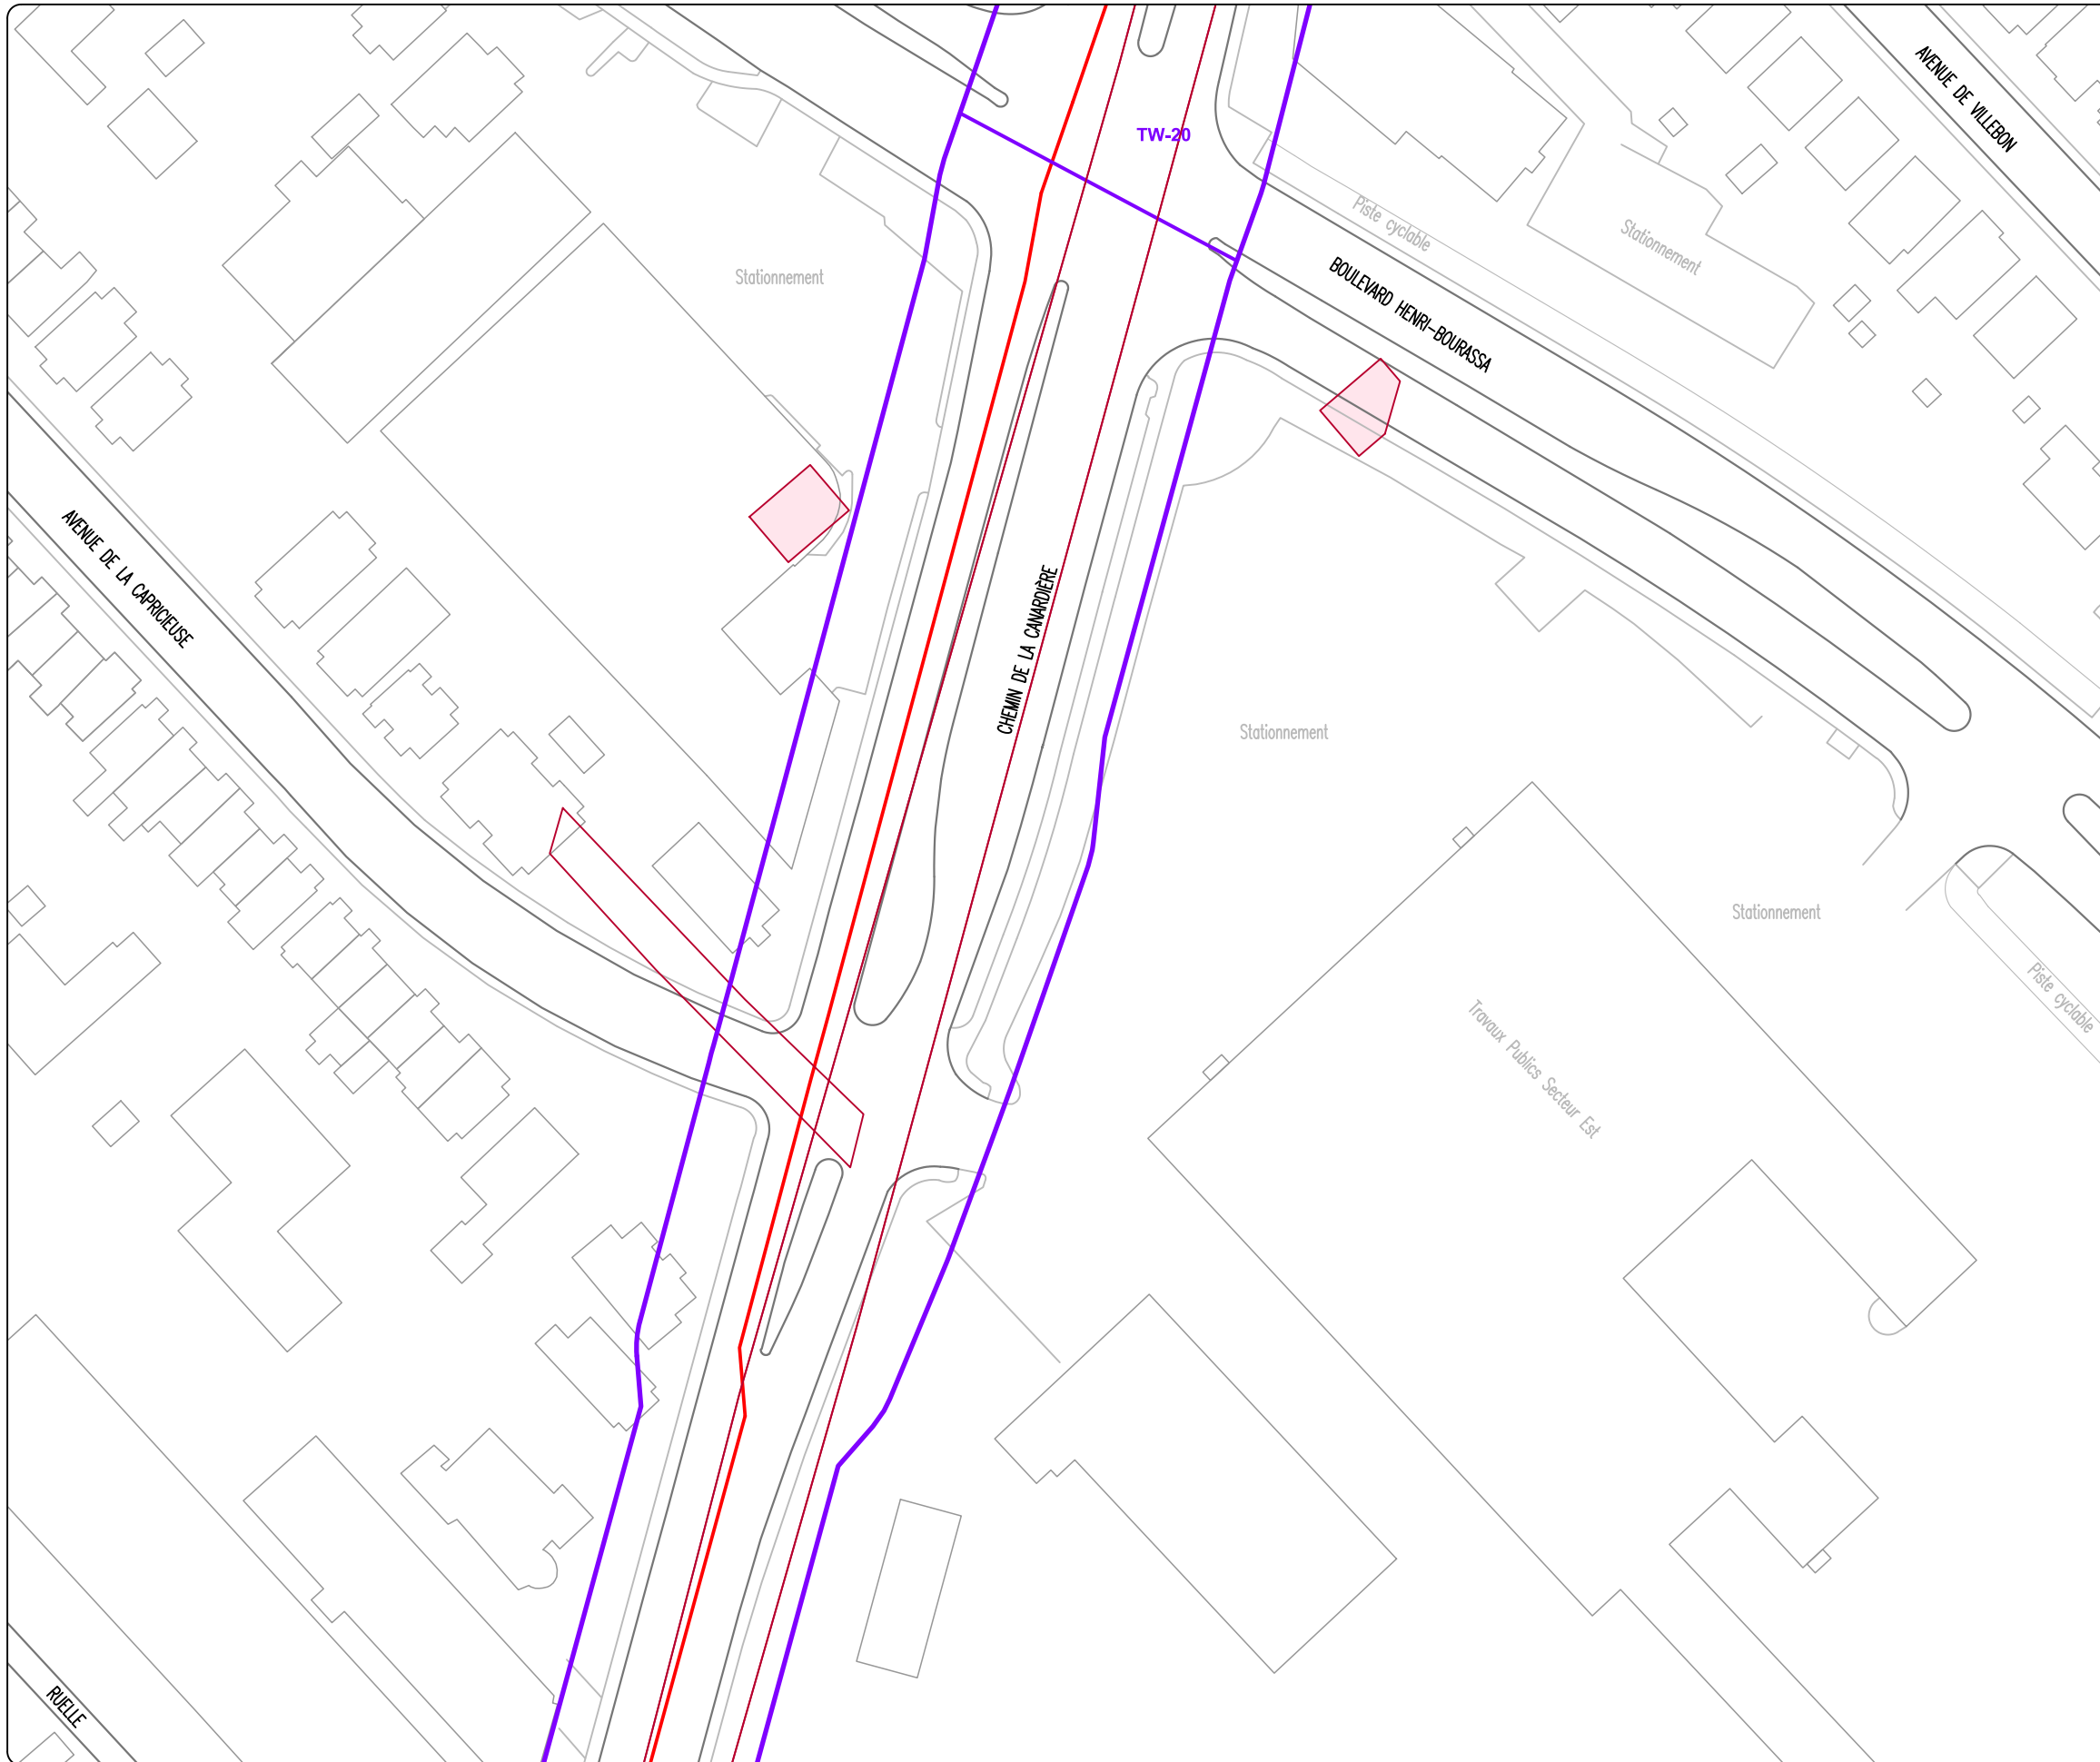 AVENUE DE VILLEBON
TW-20
Piste cyclable
Stationnement
Stationnement
BOULEVARD HENRI-BOURASSA
AVENUE DE LA CAPRICIEUSE
CHEMIN DE LA CANARDIÈRE
Stationnement
Stationnement
Piste cyclable
Travaux Publics Secteur Est
RUELLE